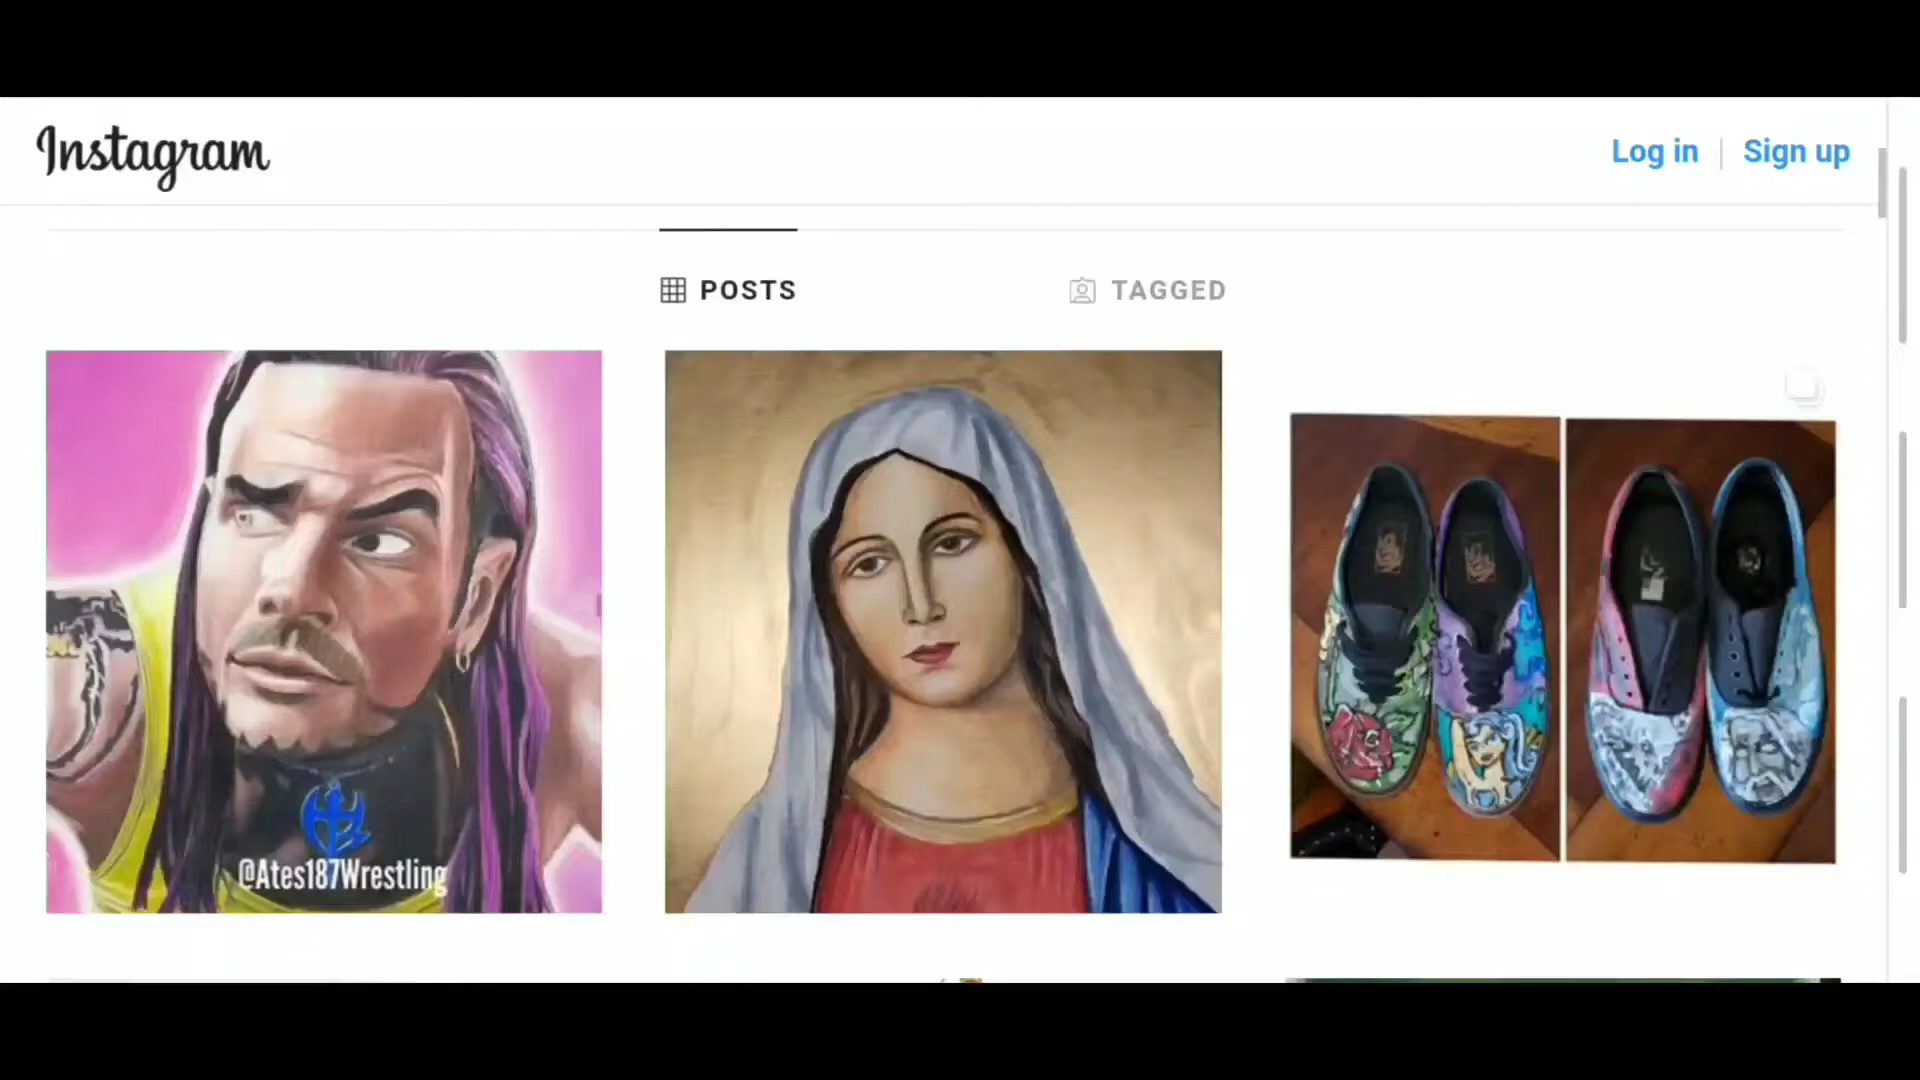 Instagram
Log in | Sign up
POSTS
TAGGED
@Ates187Wrestling